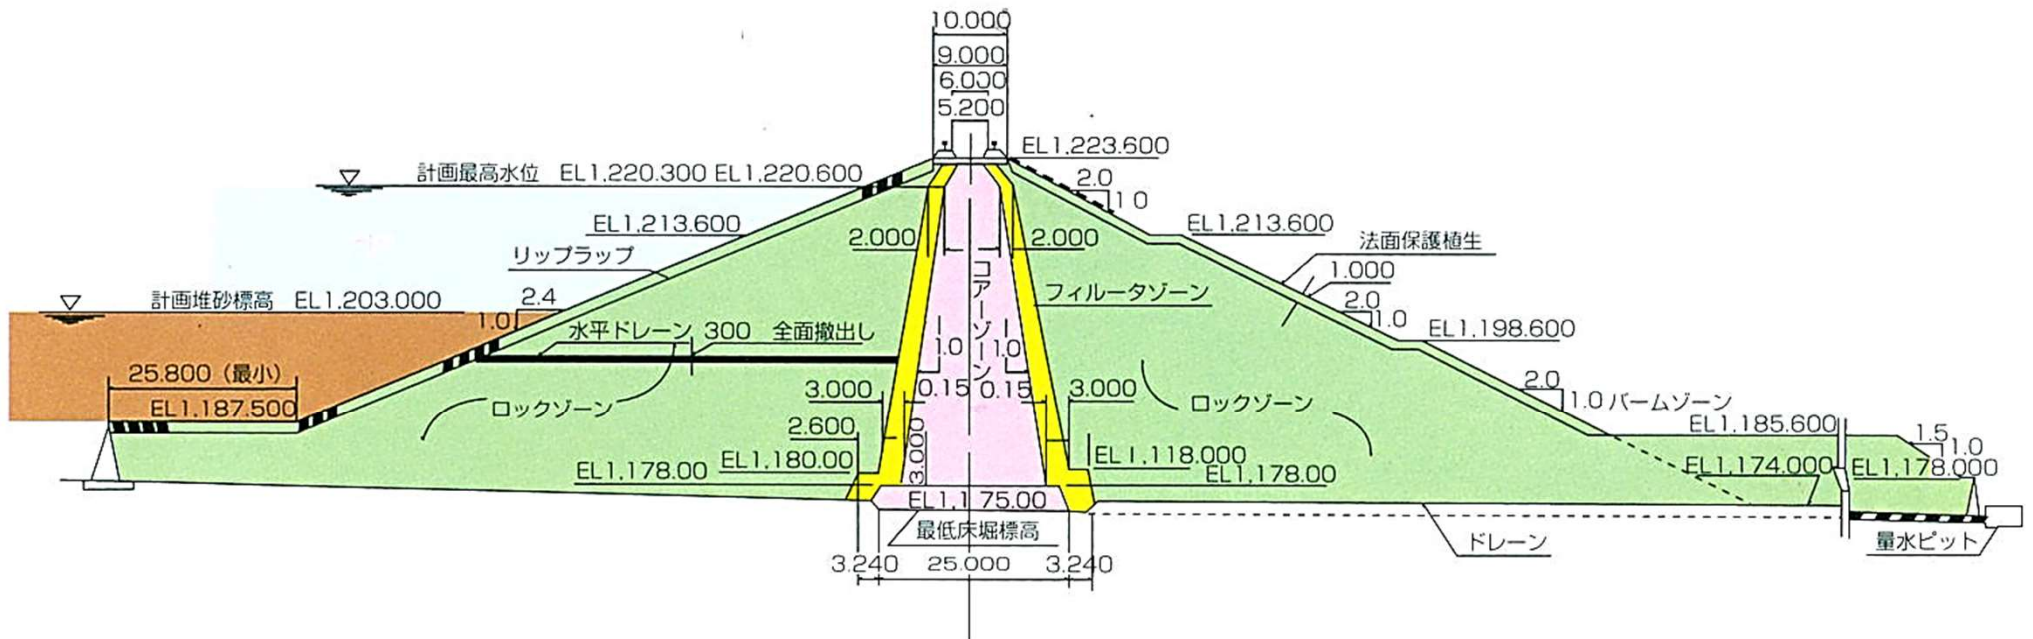 10.000
9.000
6.000
5.200
EL1,223.600
計画最高水位 EL1,220.300 EL1,220.600
2.0
1 0
EL1,213.600
EL1,213.600
2.000
2.000
法面保護植生
リップラップ
コアーゾーン
1.000
計画堆砂標高 EL1,203.000
2.4
1.0
フィルータゾーン
2.0
1.0
水平ドレーン 300 全面撤出し
EL1,198.600
1.0
1.0
25.800（最小）
3.000
0.15
0.15
3.000
2.0
1.0 バームゾーン
EL1,187.500
ロックゾーン
ロックゾーン
2.600
3.000
EL1,185.600
1.5
1.0
EL1,178.00
EL1,180.00
EL1,118.000
EL1,178.00
EL1,174.000
EL1,178.000
EL1,175.00
最低床堀標高
ドレーン
量水ピット
3.240
25.000
3.240